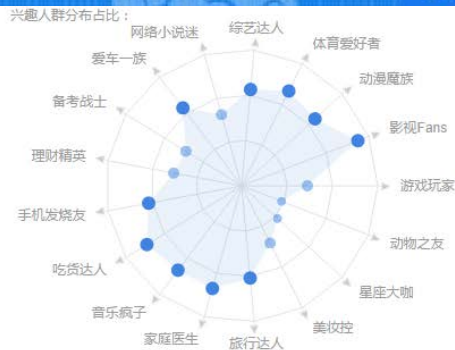 兴趣人群分布占比：
网络小说迷
综艺达人
体育爱好者
爱车一族
动漫魔族
备考战士
影视Fans
理财精英
游戏玩家
手机发烧友
动物之友
吃货达人
星座大咖
音乐疯子
美妆控
家庭医生
旅行达人